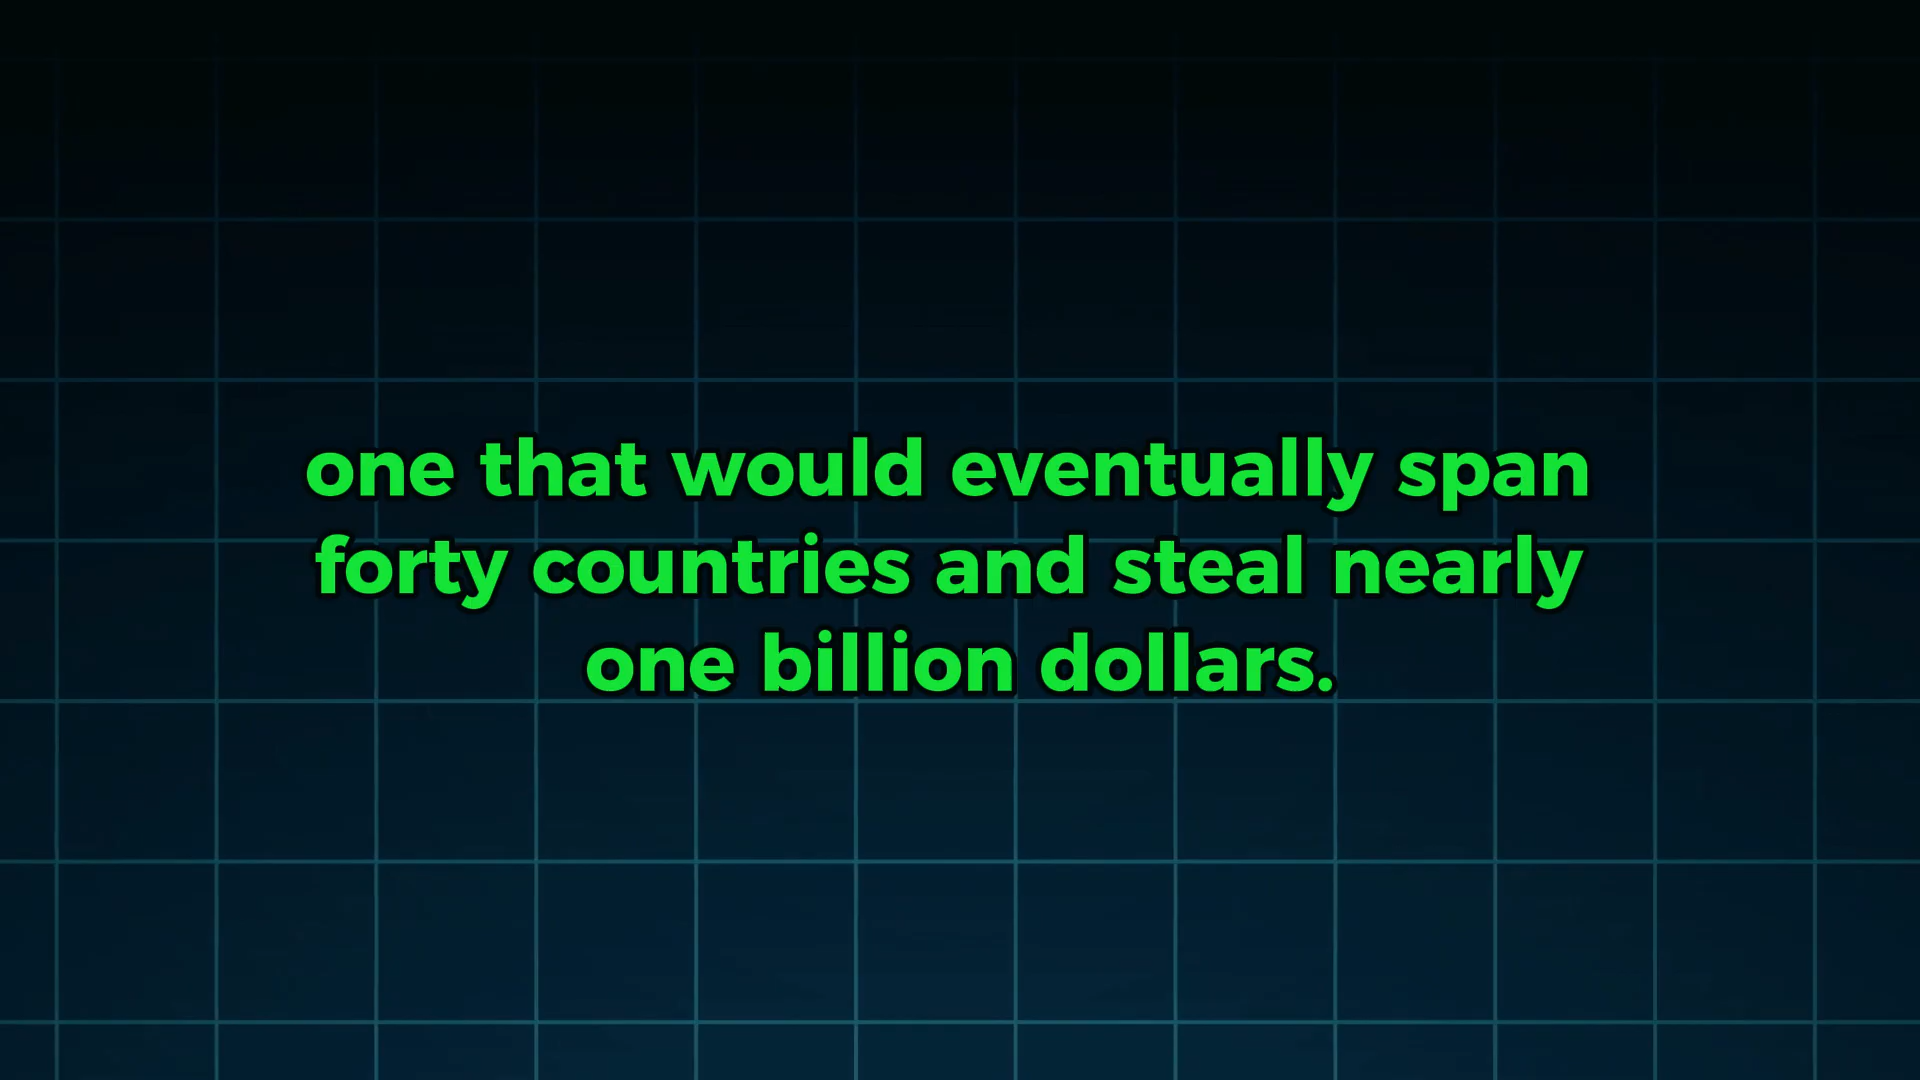 one that would eventually span
forty countries and steal nearly
one billion dollars.